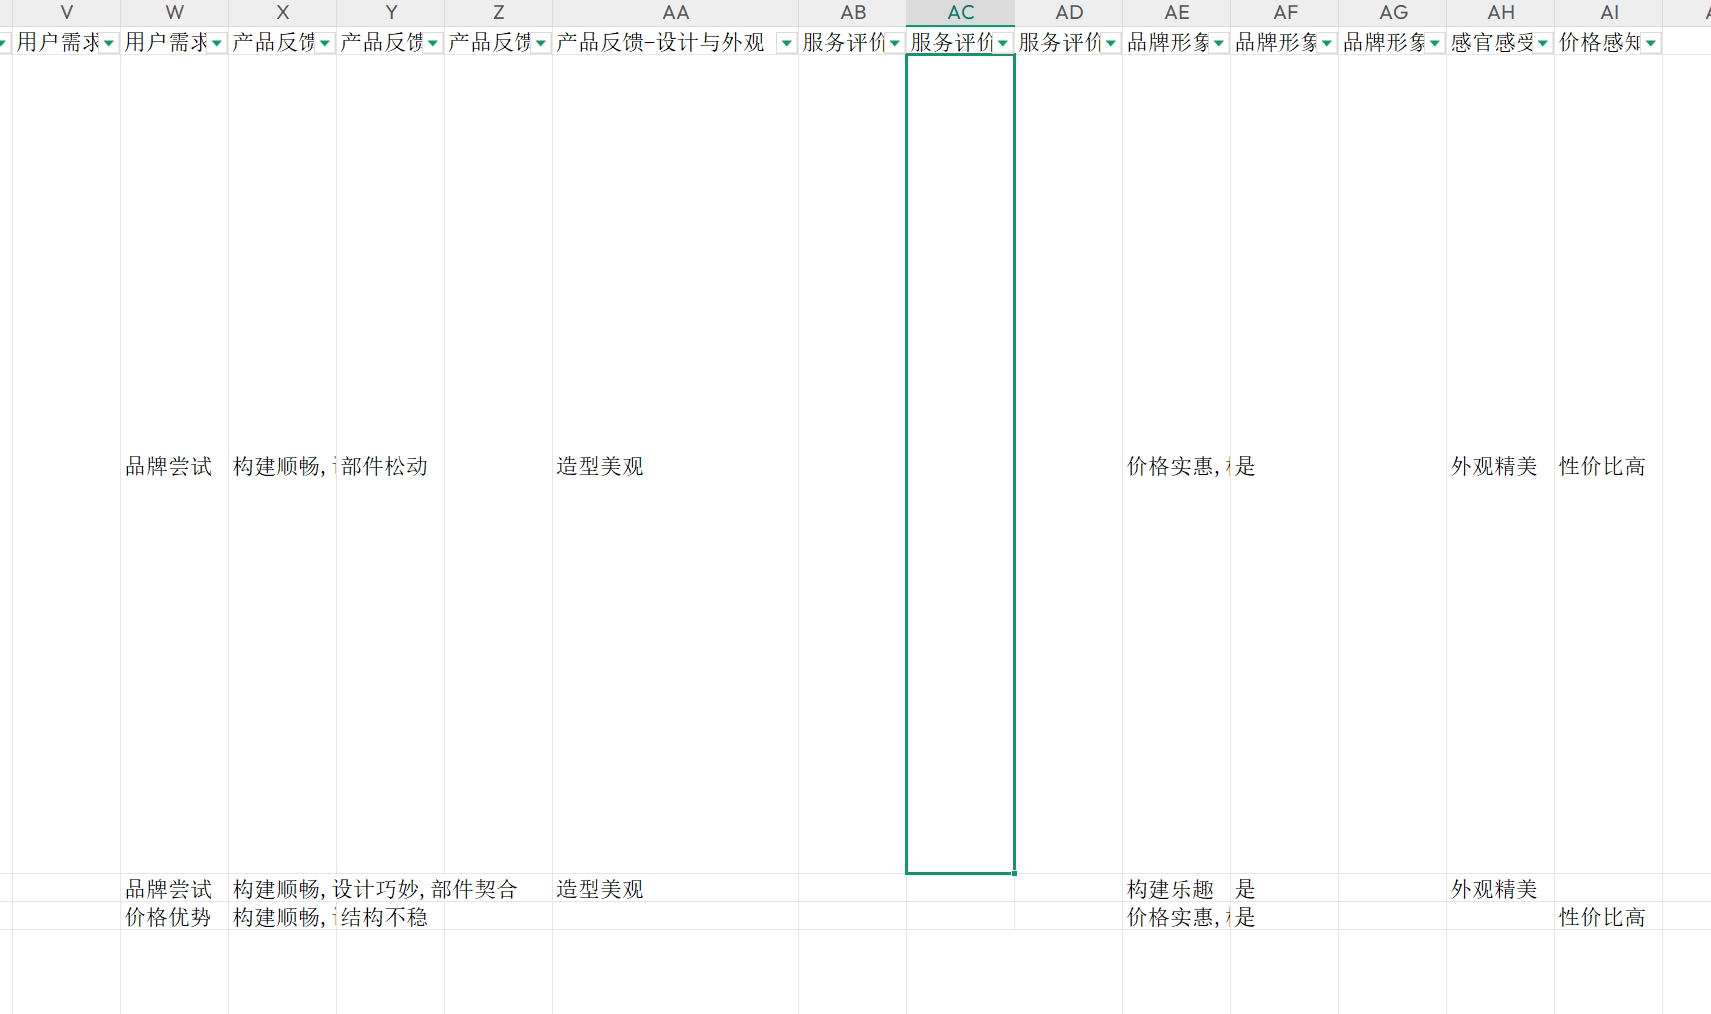 V W X Y Z AA AB AC AD AE AF AG AH AI
用户需求 用户需求 产品反馈 产品反馈 产品反馈 产品反馈-设计与外观 服务评价 服务评价 服务评价 品牌形象 品牌形象 品牌形象 感官感受 价格感知
品牌尝试 构建顺畅, 部件松动 造型美观 价格实惠, 是 外观精美 性价比高
品牌尝试 构建顺畅, 设计巧妙, 部件契合 造型美观 构建乐趣 是 外观精美
价格优势 构建顺畅, 结构不稳 价格实惠, 是 性价比高